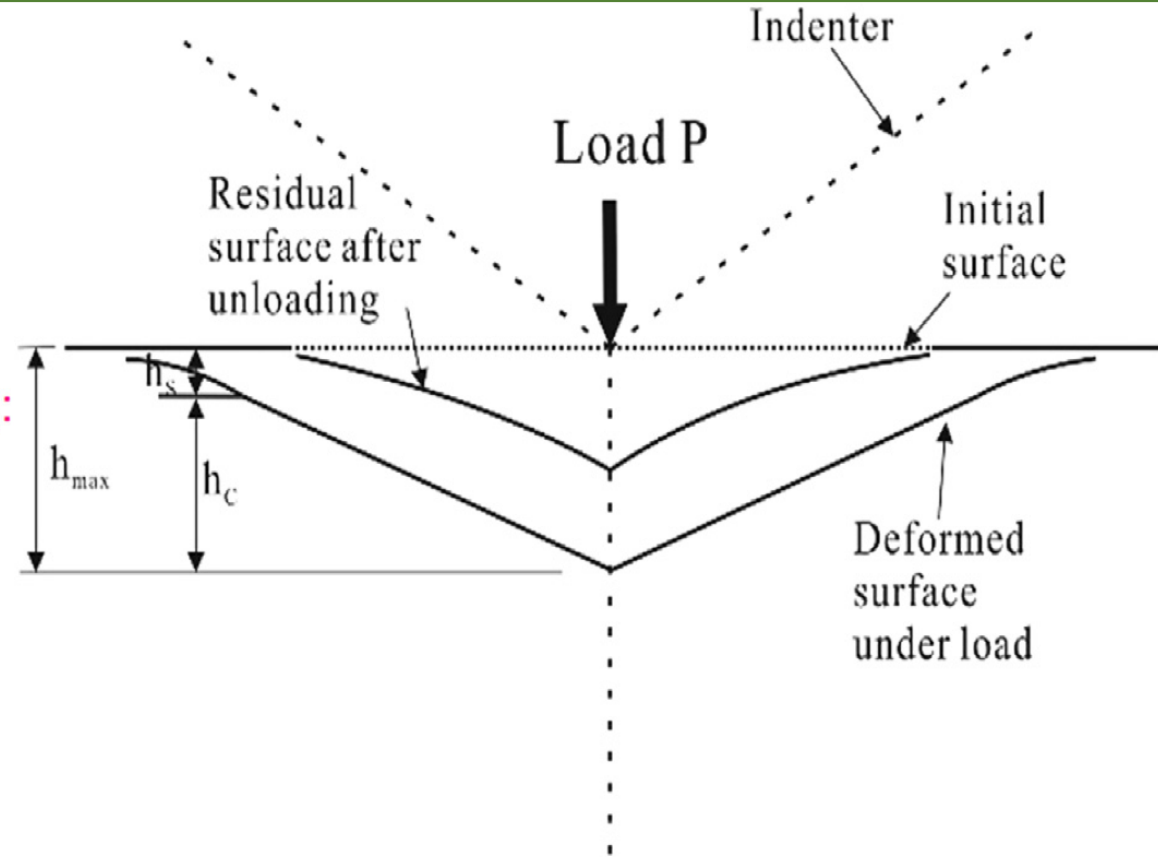 Indenter
Load P
Residual
surface after
unloading
Initial
surface
hs
:
hmax
hc
Deformed
surface
under load